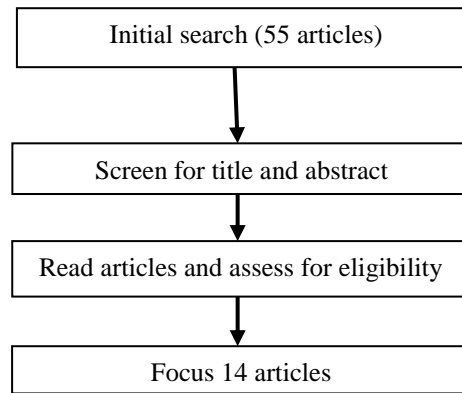 Initial search (55 articles)
Screen for title and abstract
Read articles and assess for eligibility
Focus 14 articles